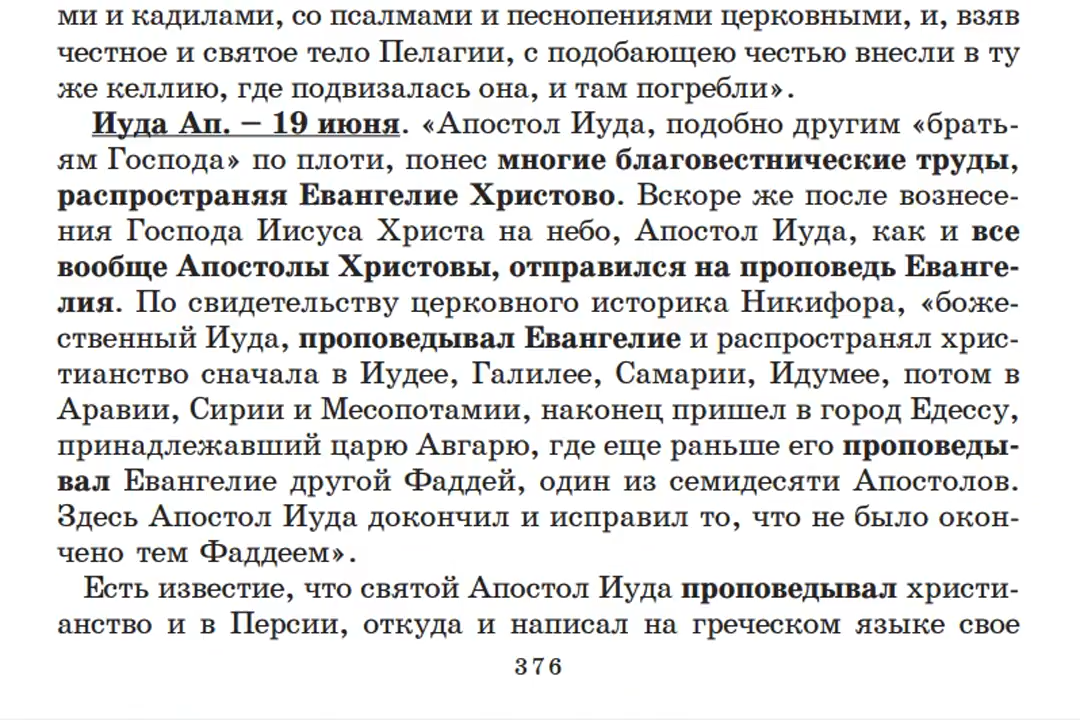 ми и кадилами, со псалмами и песнопениями церковными, и, взяв
честное и святое тело Пелагии, с подобающею честью внесли в ту
же келлию, где подвизалась она, и там погребли».
Иуда Ап. – 19 июня. «Апостол Иуда, подобно другим «брать-
ям Господа» по плоти, понес многие благовестнические труды,
распространяя Евангелие Христово. Вскоре же после вознесе-
ния Господа Иисуса Христа на небо, Апостол Иуда, как и все
вообще Апостолы Христовы, отправился на проповедь Еванге-
лия. По свидетельству церковного историка Никифора, «боже-
ственный Иуда, проповедывал Евангелие и распространял хрис-
тианство сначала в Иудее, Галилее, Самарии, Идумее, потом в
Аравии, Сирии и Месопотамии, наконец пришел в город Едессу,
принадлежавший царю Авгарю, где еще раньше его проповеды-
вал Евангелие другой Фаддей, один из семидесяти Апостолов.
Здесь Апостол Иуда докончил и исправил то, что не было окон-
чено тем Фаддеем».
Есть известие, что святой Апостол Иуда проповедывал христи-
анство и в Персии, откуда и написал на греческом языке свое
376